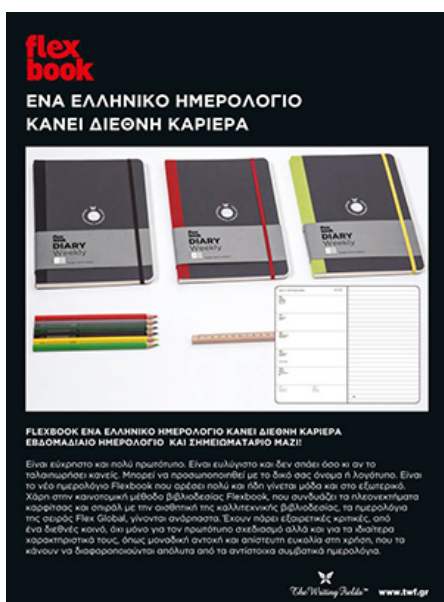 flex
book
ΕΝΑ ΕΛΛΗΝΙΚΟ ΗΜΕΡΟΛΟΓΙΟ
ΚΑΝΕΙ ΔΙΕΘΝΗ ΚΑΡΙΕΡΑ
flex
book
DIARY
Weekly
flex
book
DIARY
Weekly
flex
book
DIARY
Weekly
FLEXBOOK ΕΝΑ ΕΛΛΗΝΙΚΟ ΗΜΕΡΟΛΟΓΙΟ ΚΑΝΕΙ ΔΙΕΘΝΗ ΚΑΡΙΕΡΑ
ΕΒΔΟΜΑΔΙΑΙΟ ΗΜΕΡΟΛΟΓΙΟ ΚΑΙ ΣΗΜΕΙΩΜΑΤΑΡΙΟ ΜΑΖΙ!
Είναι εύχρηστο και πολύ πρωτότυπο. Είναι ευλύγιστο και δεν σπάει όσο κι αν το
ταλαιπωρήσει κανείς. Μπορεί να προσωποποιηθεί με το δικό σας όνομα ή λογότυπο. Είναι
το νέο ημερολόγιο Flexbook που αρέσει πολύ και ήδη γίνεται μόδα και στο εξωτερικό.
Χάρη στην καινοτομική μέθοδο βιβλιοδεσίας Flexbook, που συνδυάζει τα πλεονεκτήματα
καρφίτσας και σπιράλ με την αισθητική της καλλιτεχνικής βιβλιοδεσίας, τα ημερολόγια
της σειράς Flex Global, γίνονται ανάρπαστα. Έχουν πάρει εξαιρετικές κριτικές, από
ένα διεθνές κοινό, όχι μόνο για τον πρωτότυπο σχεδιασμό αλλά και για τα ιδιαίτερα
χαρακτηριστικά τους, όπως μοναδική αντοχή και απίστευτη ευκολία στη χρήση, που τα
κάνουν να διαφοροποιούνται απόλυτα από τα αντίστοιχα συμβατικά ημερολόγια.
The Writing Fields™ www.twf.gr